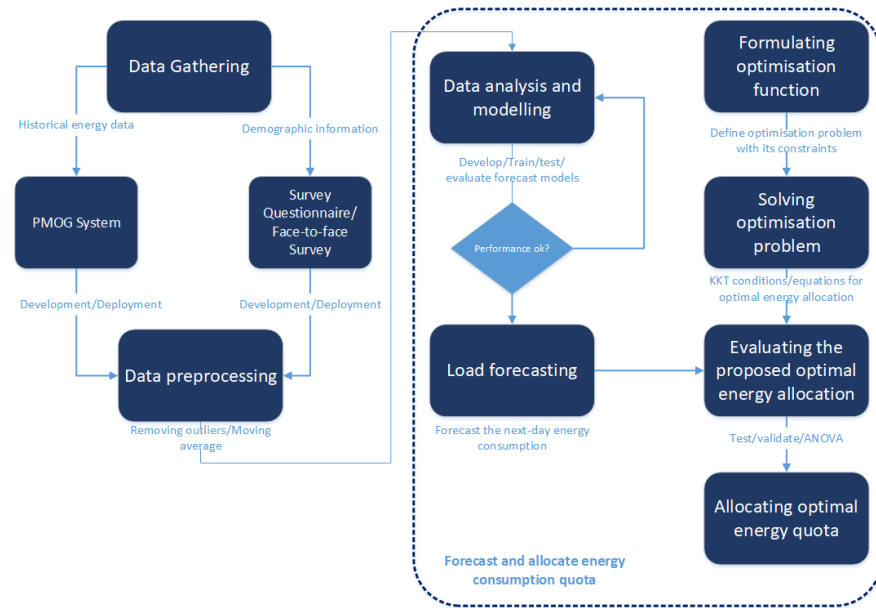 Data Gathering
Historical energy data
Demographic information
PMOG System
Survey
Questionnaire/
Face-to-face
Survey
Development/Deployment
Development/Deployment
Data preprocessing
Removing outliers/Moving
average
Data analysis and
modelling
Develop/Train/test/
evaluate forecast models
Performance ok?
Load forecasting
Forecast the next-day energy
consumption
Formulating
optimisation
function
Define optimisation problem
with its constraints
Solving
optimisation
problem
KKT conditions/equations for
optimal energy allocation
Evaluating the
proposed optimal
energy allocation
Test/validate/ANOVA
Allocating optimal
energy quota
Forecast and allocate energy
consumption quota